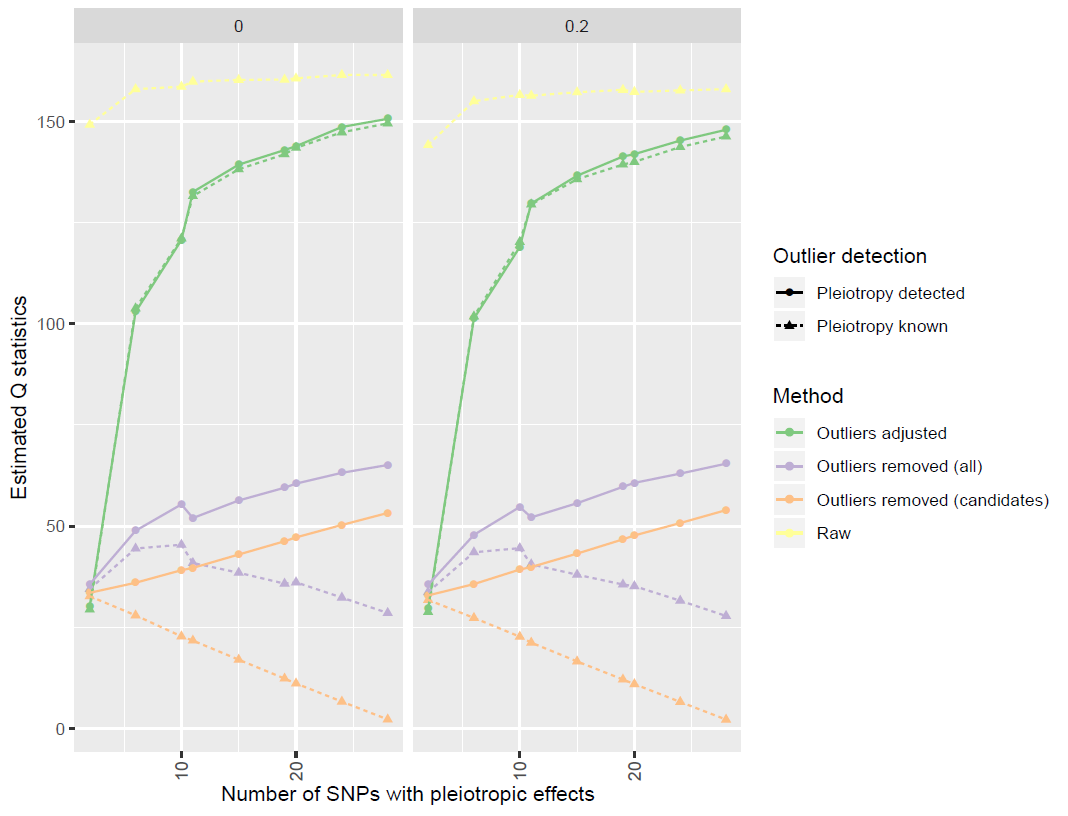 0
0.2
150
100
50
0
Estimated Q statistics
10
20
10
20
Number of SNPs with pleiotropic effects
Outlier detection
Pleiotropy detected
Pleiotropy known
Method
Outliers adjusted
Outliers removed (all)
Outliers removed (candidates)
Raw